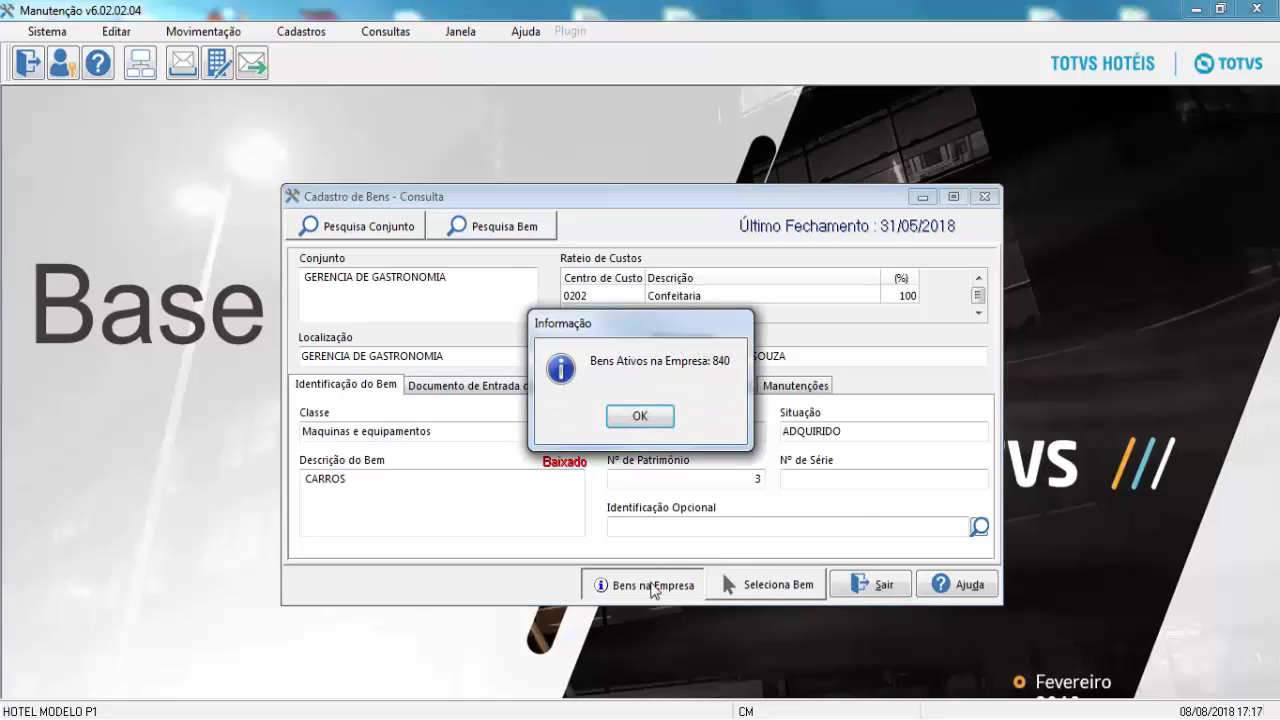 Manutenção v6.02.02.04
Sistema Editar Movimentação Cadastros Consultas Janela Ajuda Plugin
TOTVS HOTÉIS TOTVS
Base
Cadastro de Bens - Consulta
Pesquisa Conjunto Pesquisa Bem Último Fechamento : 31/05/2018
Conjunto Rateio de Custos
GERENCIA DE GASTRONOMIA
Centro de Custo Descrição (%)
0202 Confeitaria 100
Informação
Bens Ativos na Empresa: 840
OK
Localização
GERENCIA DE GASTRONOMIA SOUZA
Identificação do Bem Documento de Entrada Manutenções
Classe Situação
Maquinas e equipamentos ADQUIRIDO
Descrição do Bem Baixado Nº de Patrimônio Nº de Série
CARROS 3
Identificação Opcional
Bens na Empresa Seleciona Bem Sair Ajuda
VS
Fevereiro
HOTEL MODELO P1 CM 08/08/2018 17:17